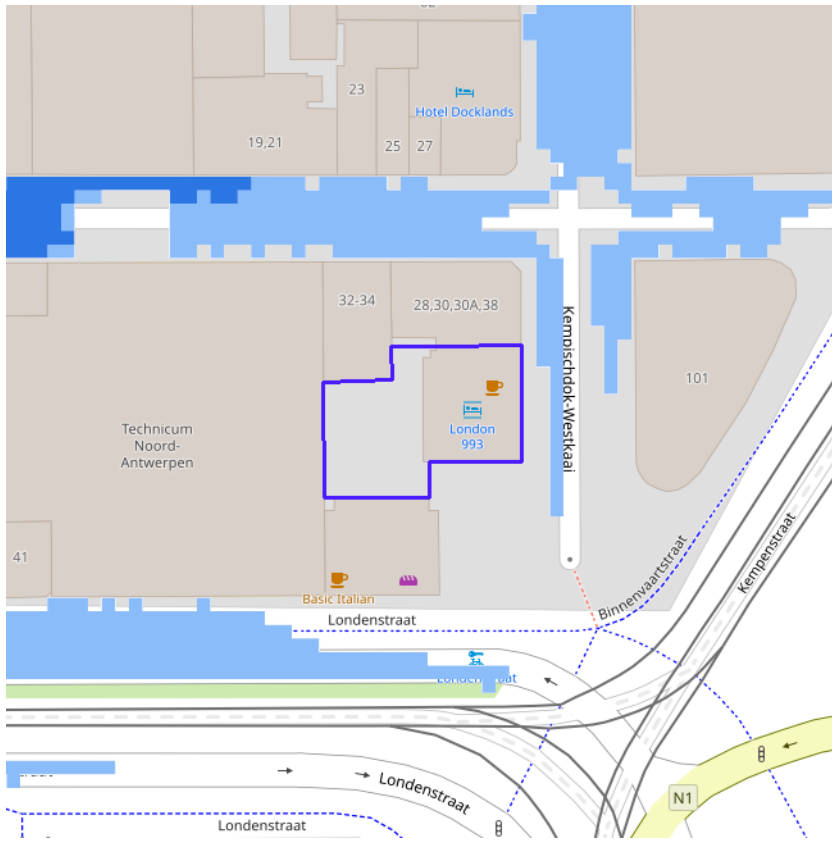 23
Hotel Docklands
19,21
25
27
32-34
28,30,30A,38
Kempischdok-Westkaai
101
Technicum
Noord-
Antwerpen
London
993
41
Basic Italian
Londenstraat
Binnenvaartstraat
Kempenstraat
Londenstraat
N1
Londenstraat